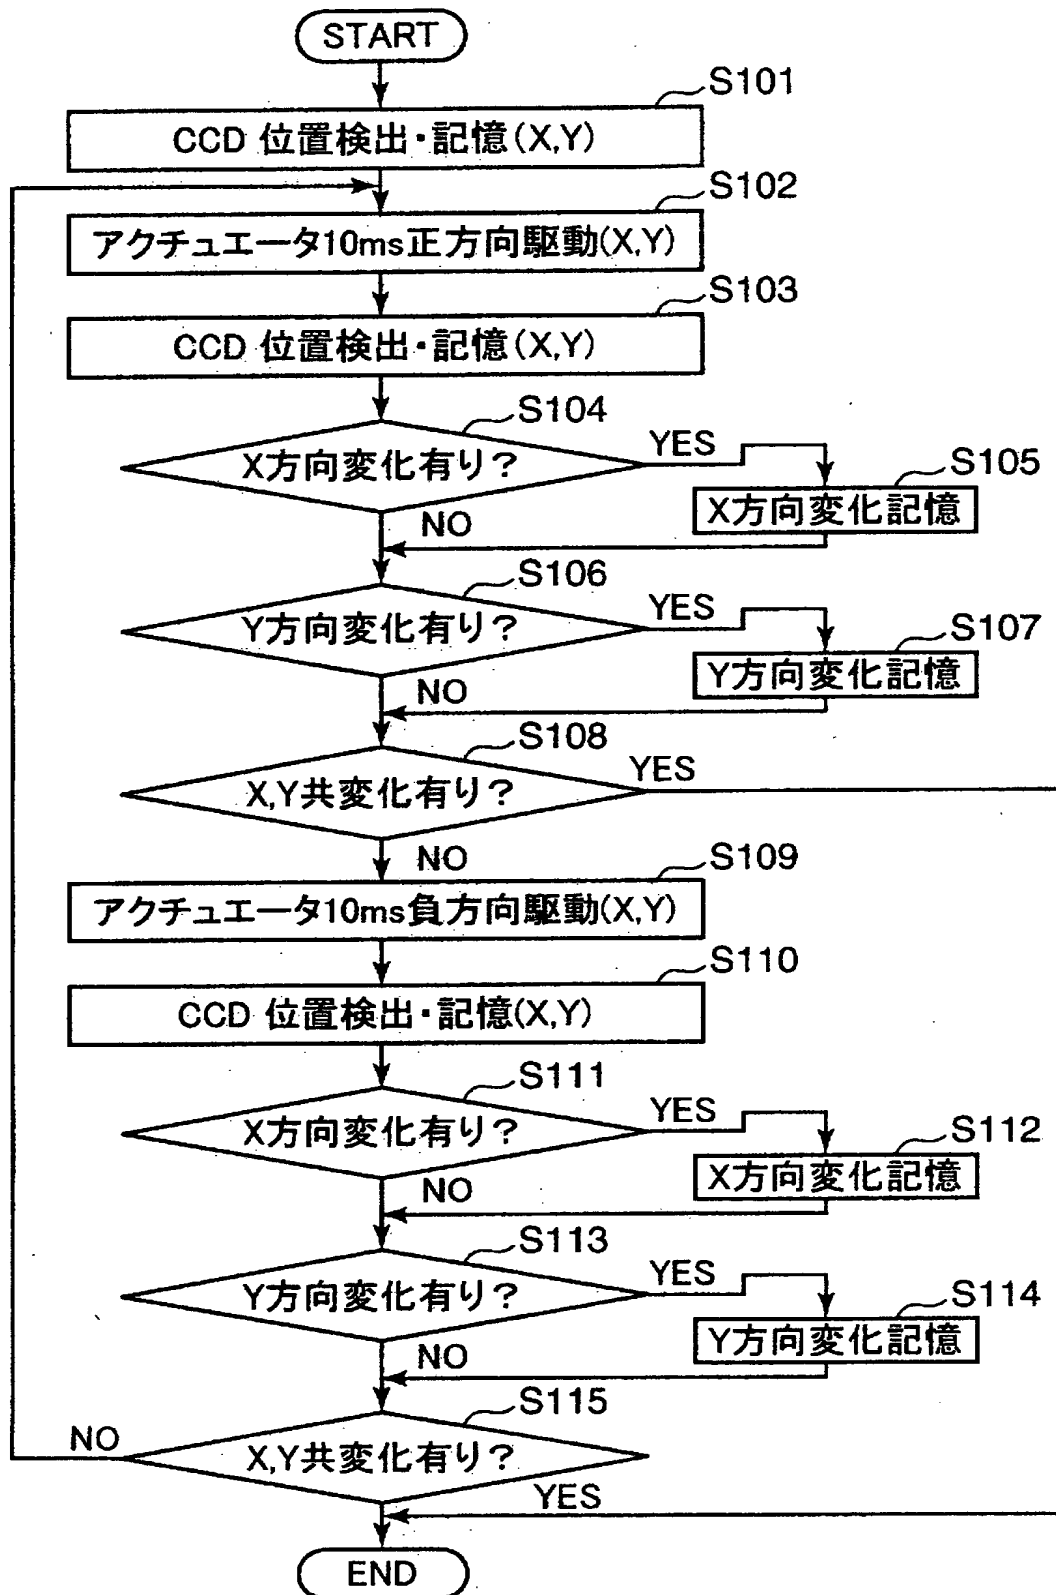 START
S101
CCD 位置検出・記憶(X,Y)
S102
アクチュエータ10ms正方向駆動(X,Y)
S103
CCD 位置検出・記憶(X,Y)
S104
X方向変化有り?
YES
S105
X方向変化記憶
NO
S106
Y方向変化有り?
YES
S107
Y方向変化記憶
NO
S108
X,Y共変化有り?
YES
NO
S109
アクチュエータ10ms負方向駆動(X,Y)
S110
CCD 位置検出・記憶(X,Y)
S111
X方向変化有り?
YES
S112
X方向変化記憶
NO
S113
Y方向変化有り?
YES
S114
Y方向変化記憶
NO
S115
X,Y共変化有り?
NO
YES
END